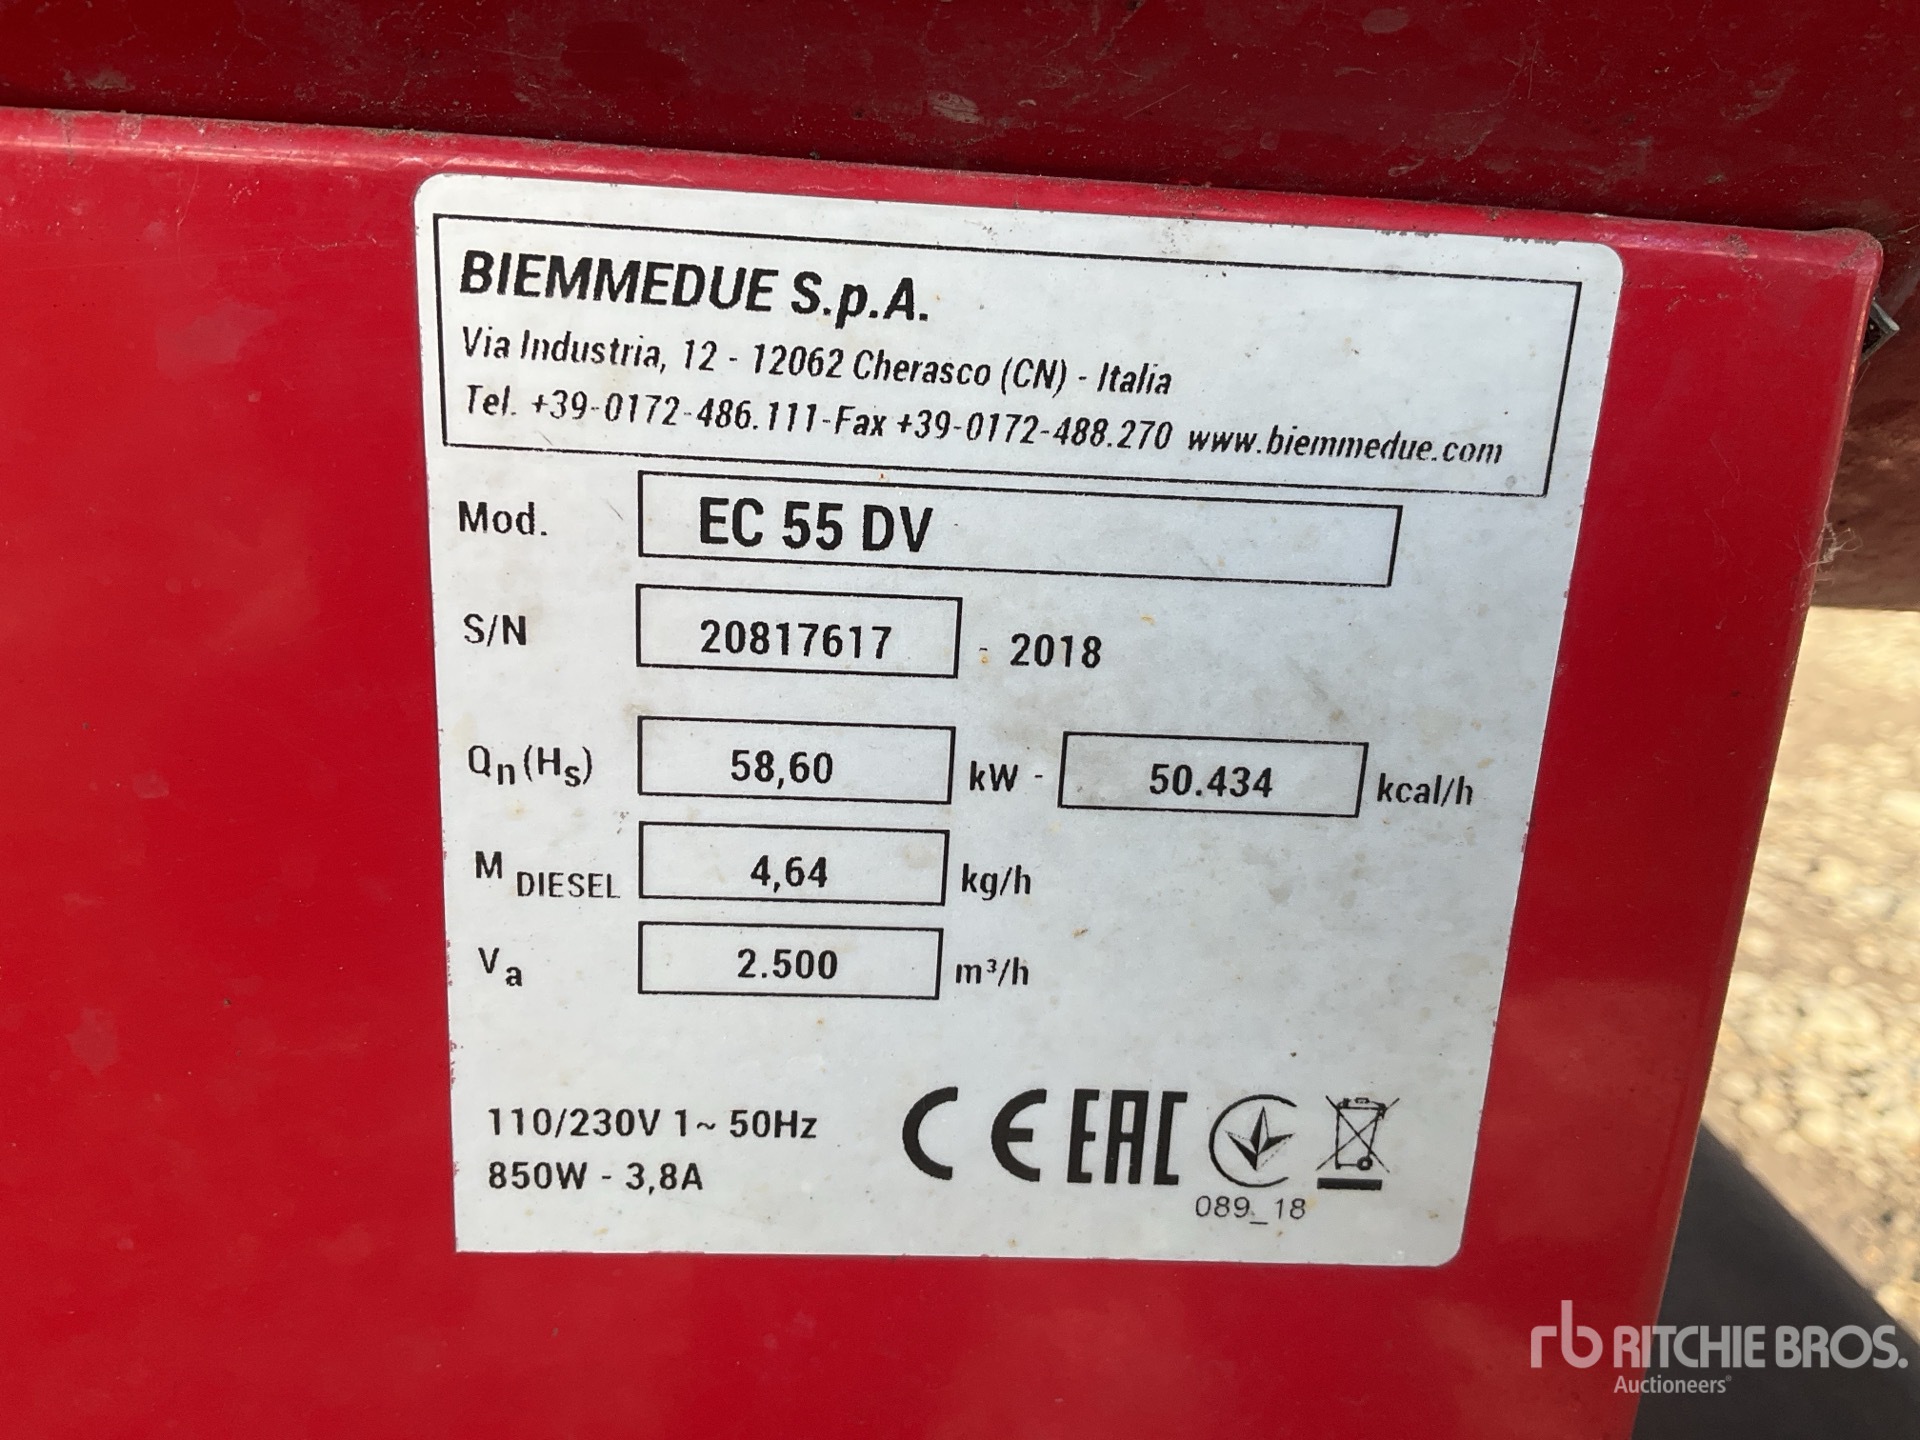 BIEMMEDUE S.p.A.
Via Industria, 12 - 12062 Cherasco (CN) - Italia
Tel. +39-0172-486.111-Fax +39-0172-488.270 www.biemmedue.com
Mod. EC 55 DV
S/N 20817617 - 2018
Qn(Hs) 58,60 kW - 50.434 kcal/h
M DIESEL 4,64 kg/h
Va 2.500 m³/h
110/230V 1~ 50Hz
850W - 3,8A
CE EAC
089_18
rb RITCHIE BROS.
Auctioneers®